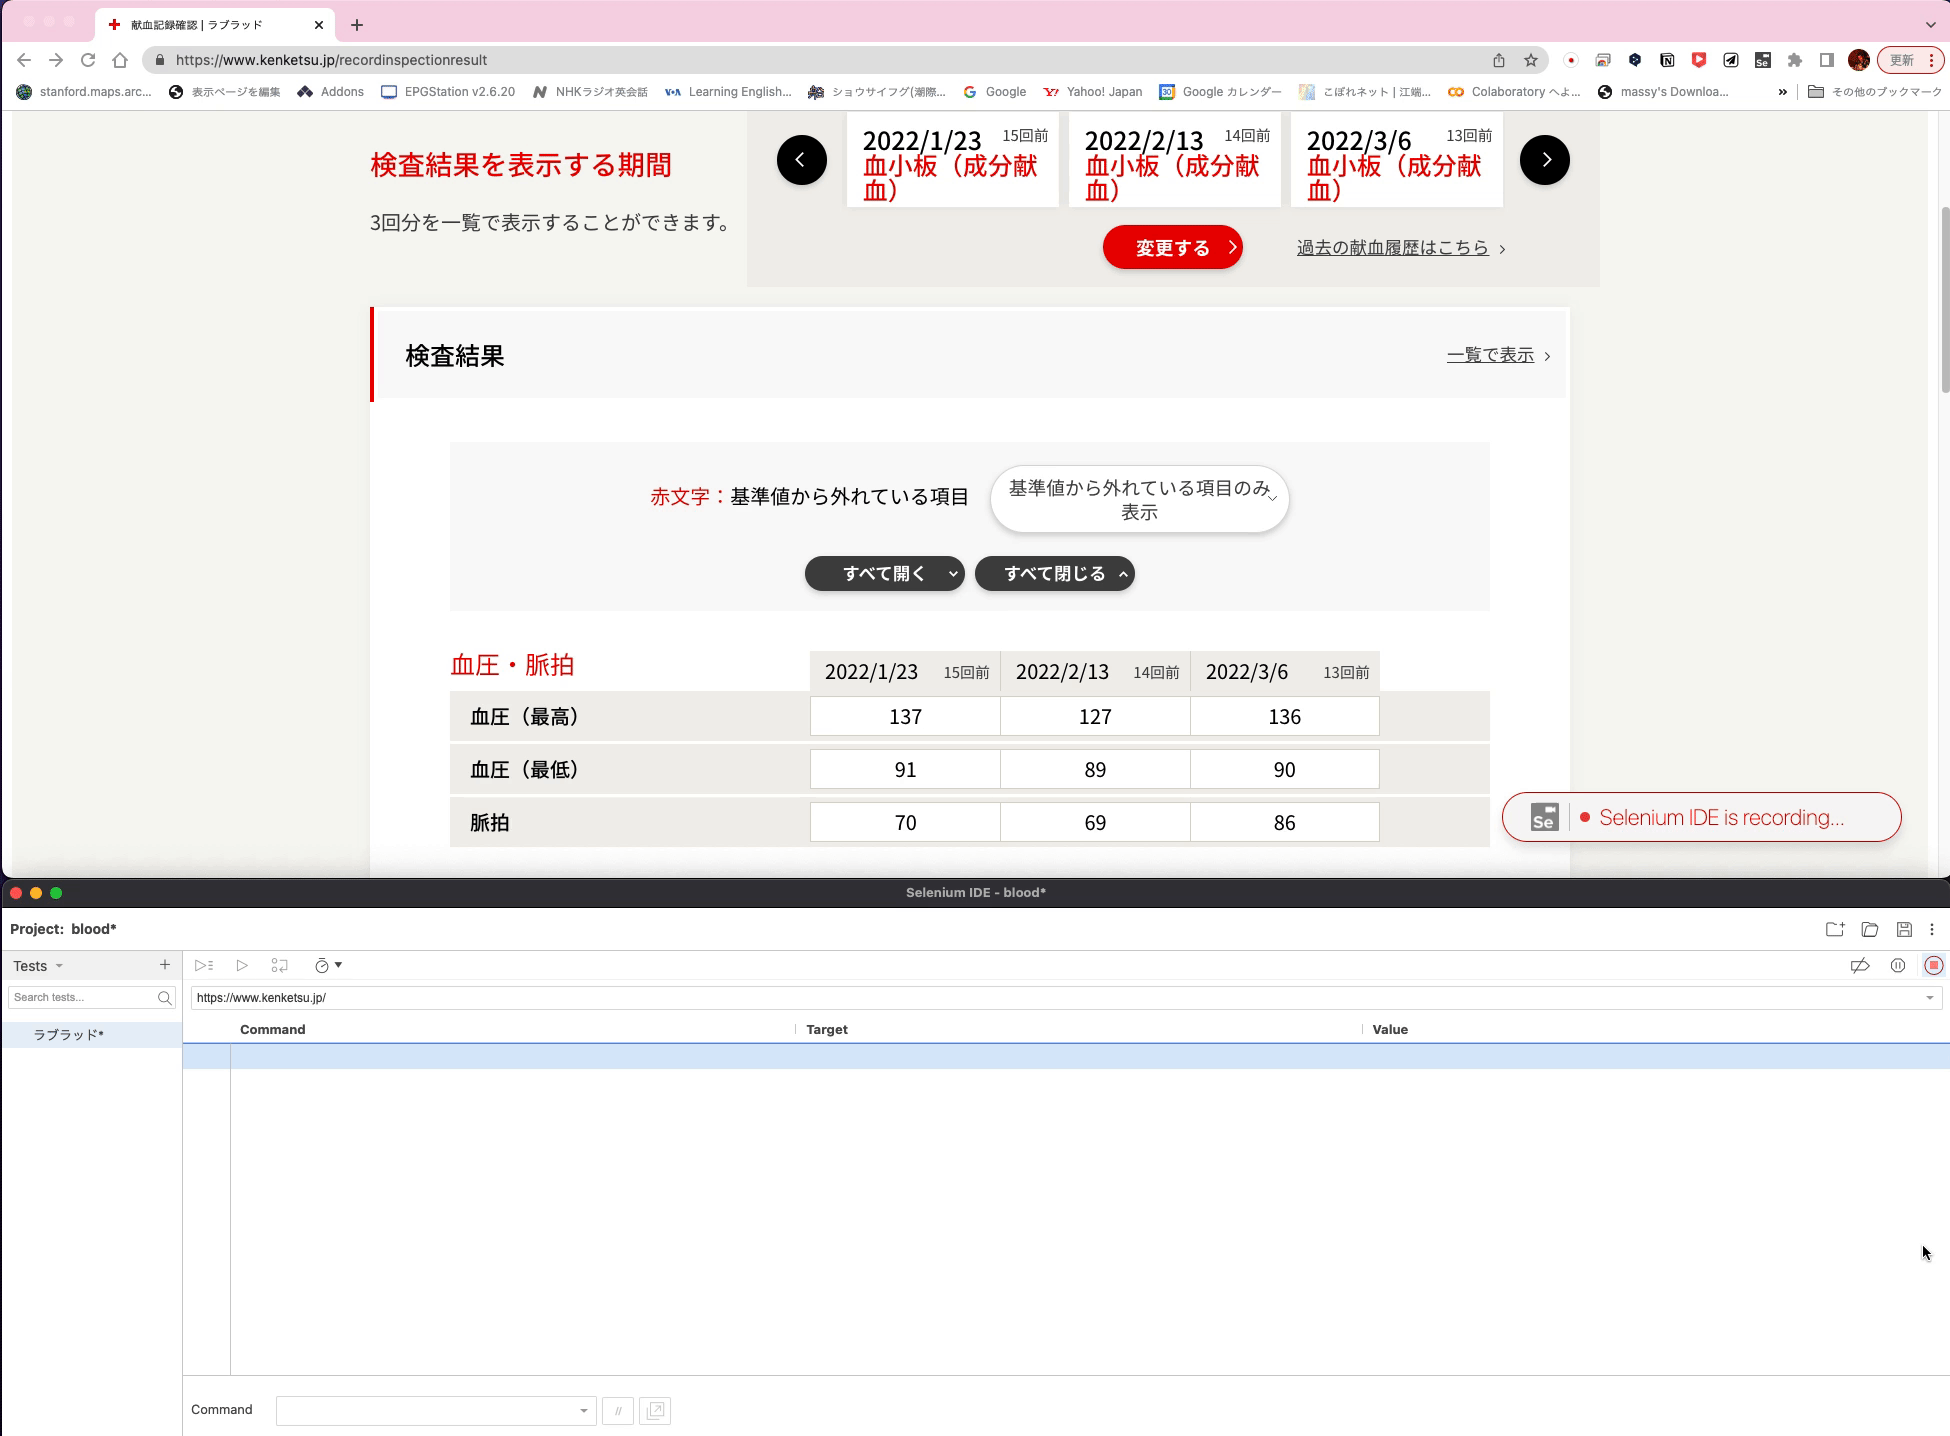 献血記録確認 | ラブラッド
https://www.kenketsu.jp/recordinspectionresult
更新
stanford.maps.arc... 表示ページを編集 Addons EPGStation v2.6.20 NHKラジオ英会話 Learning English... ショウサイフグ(潮際... Google Yahoo! Japan Google カレンダー こぼれネット | 江端... Colaboratory へよ... massy's Downloa... » その他のブックマーク
検査結果を表示する期間
3回分を一覧で表示することができます。
2022/1/23 15回前 2022/2/13 14回前 2022/3/6 13回前
血小板（成分献 血小板（成分献 血小板（成分献
血） 血） 血）
変更する 過去の献血履歴はこちら
検査結果 一覧で表示
赤文字：基準値から外れている項目
基準値から外れている項目のみ
表示
すべて開く すべて閉じる
血圧・脈拍 2022/1/23 15回前 2022/2/13 14回前 2022/3/6 13回前
血圧（最高） 137 127 136
血圧（最低） 91 89 90
脈拍 70 69 86
Se Selenium IDE is recording...
Selenium IDE - blood*
Project: blood*
Tests
Search tests... https://www.kenketsu.jp/
ラブラッド*
Command Target Value
Command //